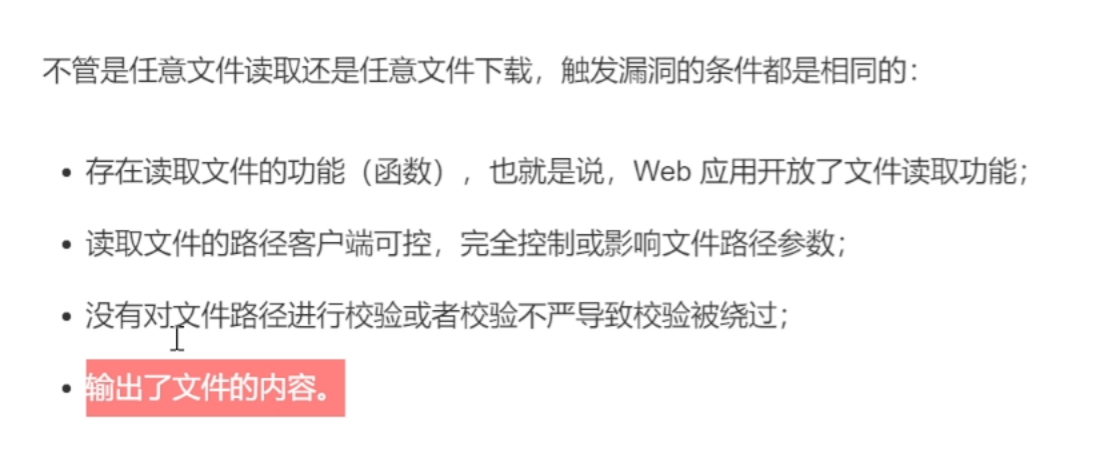 不管是任意文件读取还是任意文件下载，触发漏洞的条件都是相同的：
• 存在读取文件的功能（函数），也就是说，Web 应用开放了文件读取功能；
• 读取文件的路径客户端可控，完全控制或影响文件路径参数；
• 没有对文件路径进行校验或者校验不严导致校验被绕过；
• 输出了文件的内容。